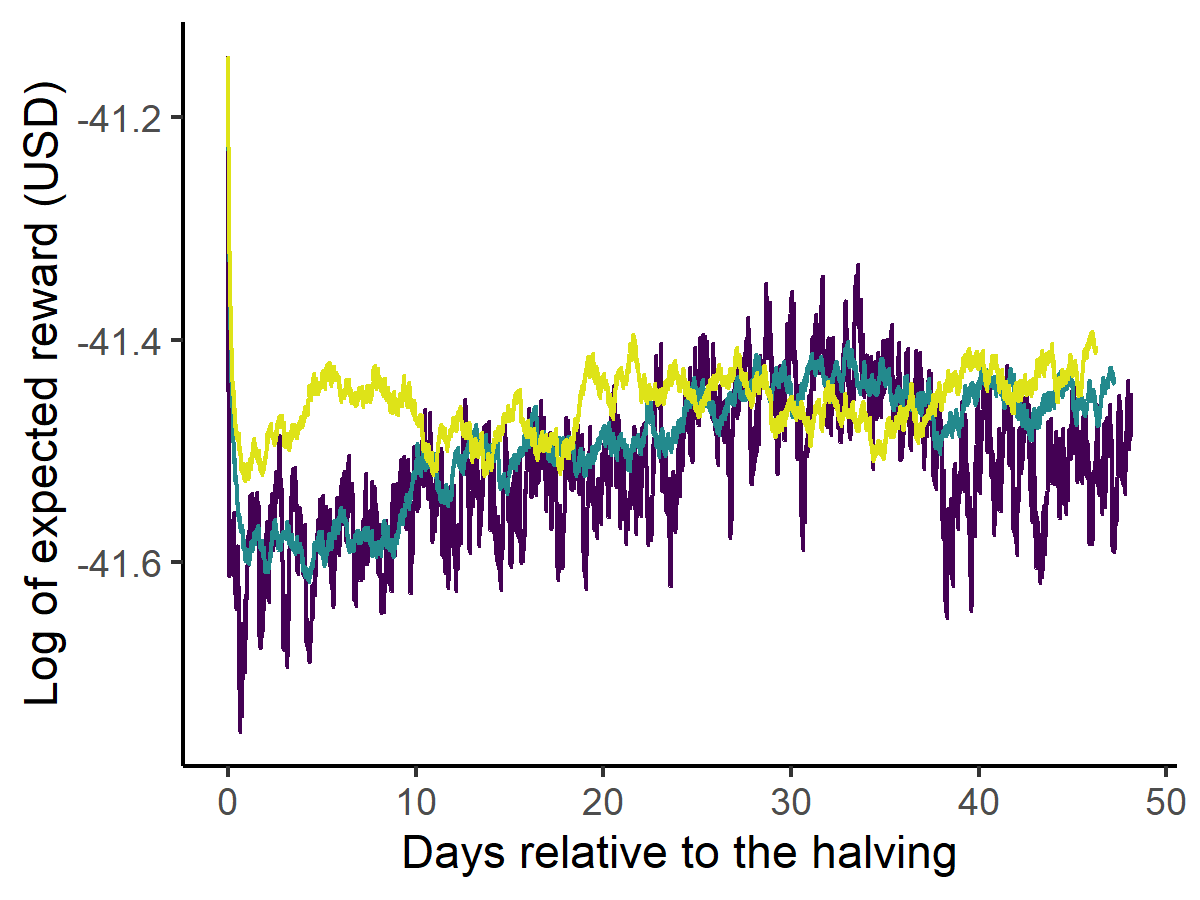 Log of expected reward (USD)
-41.2
-41.4
-41.6
0 10 20 30 40 50
Days relative to the halving